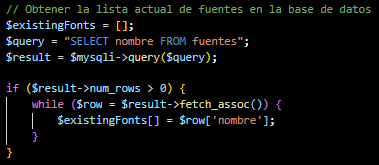 // Obtener la lista actual de fuentes en la base de datos
$existingFonts = [];
$query = "SELECT nombre FROM fuentes";
$result = $mysqli->query($query);
if ($result->num_rows > 0) {
while ($row = $result->fetch_assoc()) {
$existingFonts[] = $row['nombre'];
}
}